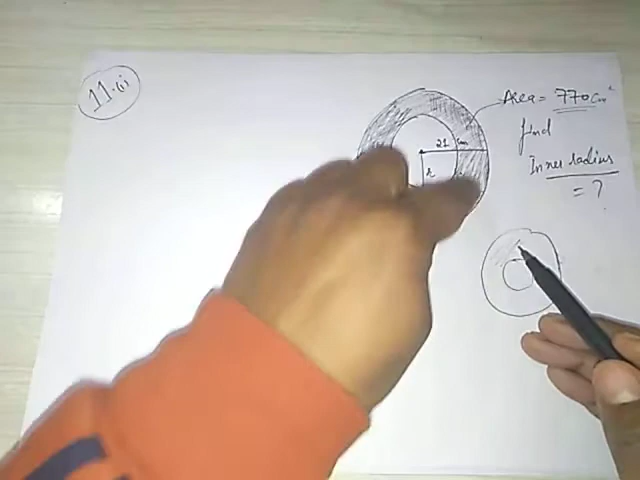 11.(i)
Area = 770 cm²
find
Inner radius
= ?
21 cm
r